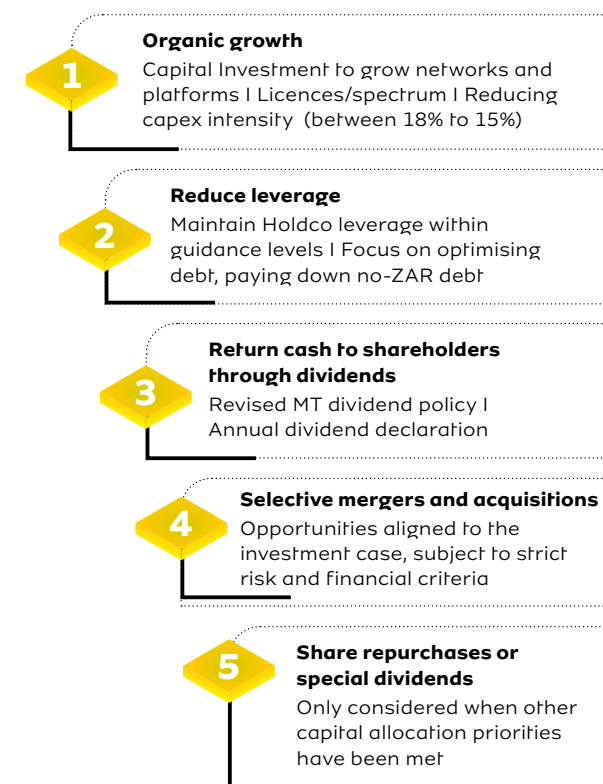 1
Organic growth
Capital Investment to grow networks and
platforms I Licences/spectrum I Reducing
capex intensity (between 18% to 15%)
2
Reduce leverage
Maintain Holdco leverage within
guidance levels I Focus on optimising
debt, paying down no-ZAR debt
3
Return cash to shareholders
through dividends
Revised MT dividend policy I
Annual dividend declaration
4
Selective mergers and acquisitions
Opportunities aligned to the
investment case, subject to strict
risk and financial criteria
5
Share repurchases or
special dividends
Only considered when other
capital allocation priorities
have been met